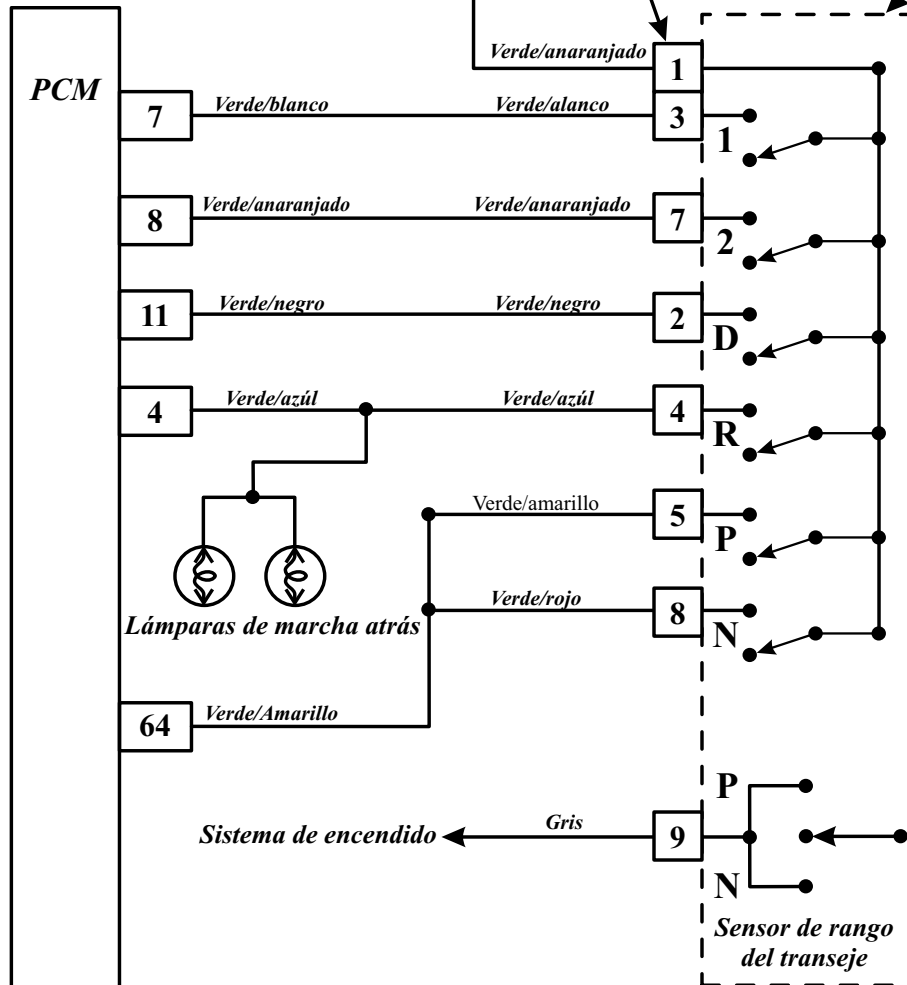 Verde/anaranjado 1
PCM
7 Verde/blanco Verde/alanco 3
1
8 Verde/anaranjado Verde/anaranjado 7
2
11 Verde/negro Verde/negro 2
D
4 Verde/azúl Verde/azúl 4
R
Verde/amarillo 5
P
Verde/rojo 8
N
Lámparas de marcha atrás
64 Verde/Amarillo
P
Sistema de encendido Gris 9
N
Sensor de rango
del transeje